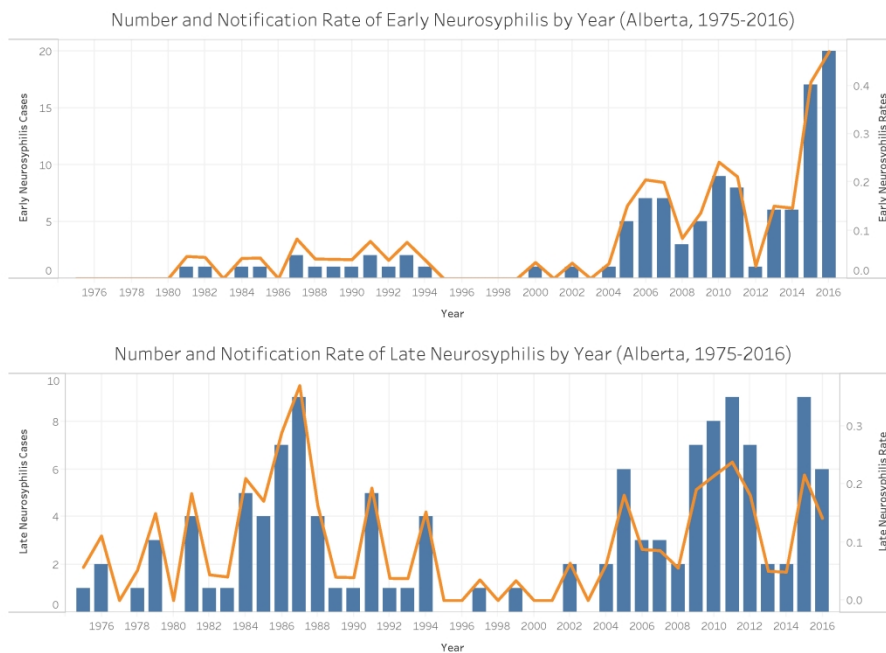 Number and Notification Rate of Early Neurosyphilis by Year (Alberta, 1975-2016)
20
15
10
5
0
Early Neurosyphilis Cases
0.4
0.3
0.2
0.1
0.0
Early Neurosyphilis Rates
1976 1978 1980 1982 1984 1986 1988 1990 1992 1994 1996 1998 2000 2002 2004 2006 2008 2010 2012 2014 2016
Year
Number and Notification Rate of Late Neurosyphilis by Year (Alberta, 1975-2016)
10
8
6
4
2
0
Late Neurosyphilis Cases
0.3
0.2
0.1
0.0
Late Neurosyphilis Rate
1976 1978 1980 1982 1984 1986 1988 1990 1992 1994 1996 1998 2000 2002 2004 2006 2008 2010 2012 2014 2016
Year